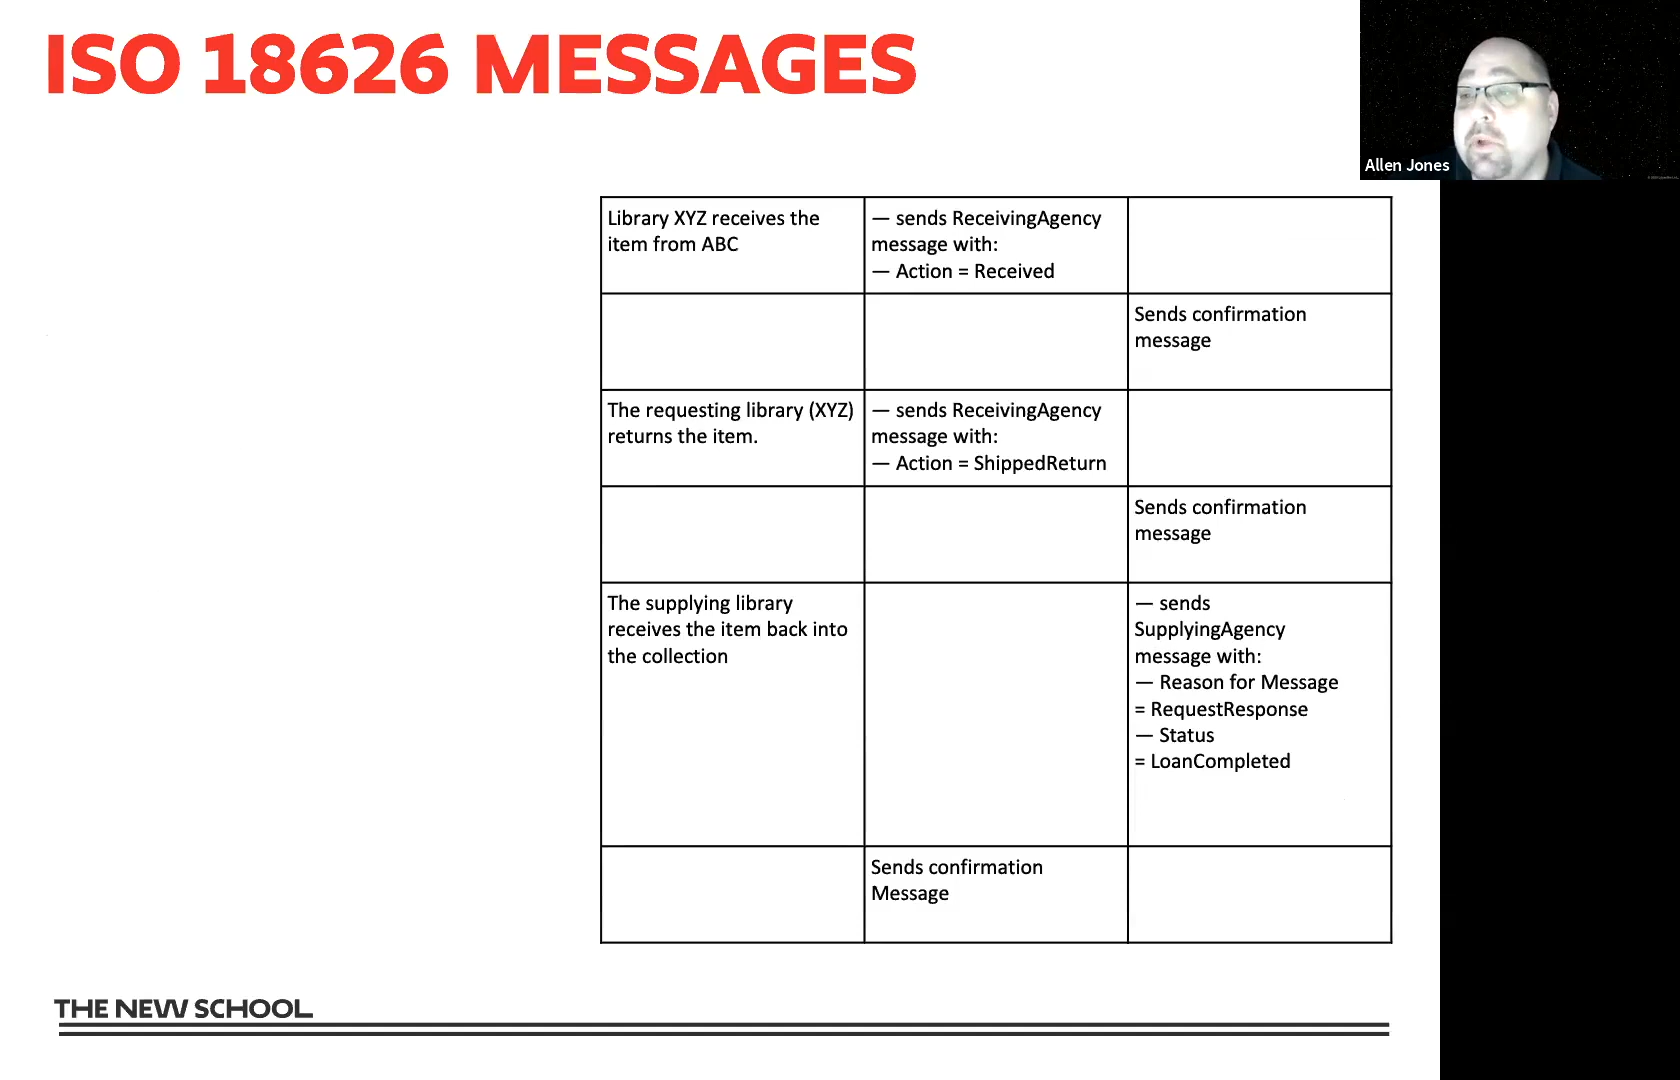 ISO 18626 MESSAGES
Allen Jones
Library XYZ receives the
item from ABC
— sends ReceivingAgency
message with:
— Action = Received
Sends confirmation
message
The requesting library (XYZ)
returns the item.
— sends ReceivingAgency
message with:
— Action = ShippedReturn
Sends confirmation
message
The supplying library
receives the item back into
the collection
— sends
SupplyingAgency
message with:
— Reason for Message
= RequestResponse
— Status
= LoanCompleted
Sends confirmation
Message
THE NEW SCHOOL